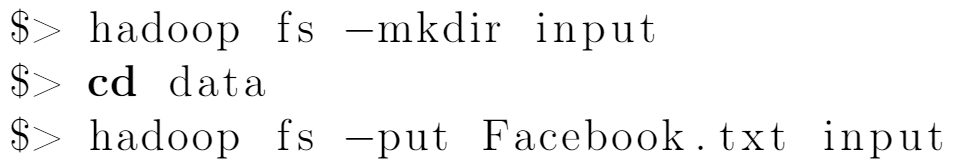 $> hadoop fs −mkdir input
$> cd data
$> hadoop fs −put Facebook.txt input